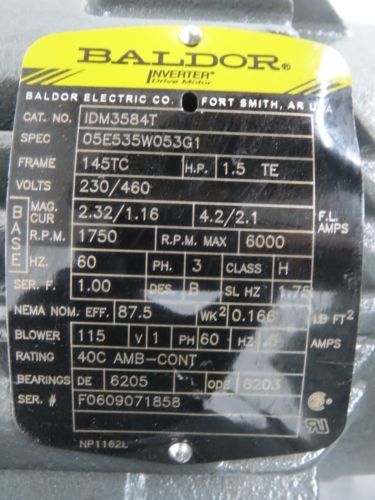 BALDOR®
INVERTER®
Drive Motor
BALDOR ELECTRIC CO. FORT SMITH, AR USA
CAT. NO. IDM3584T
SPEC 05E535W053G1
FRAME 145TC H.P. 1.5 TE
VOLTS 230/460
BASE MAG. CUR 2.32/1.16 4.2/2.1 F.L. AMPS
R.P.M. 1750 R.P.M. MAX 6000
HZ. 60 PH. 3 CLASS H
SER. F. 1.00 DES. B SL HZ 1.75
NEMA NOM. EFF. 87.5 WK² 0.166 LB FT²
BLOWER 115 V 1 PH 60 HZ .5 AMPS
RATING 40C AMB-CONT
BEARINGS DE 6205 ODE 6203
SER. # F0609071858
NP1162L